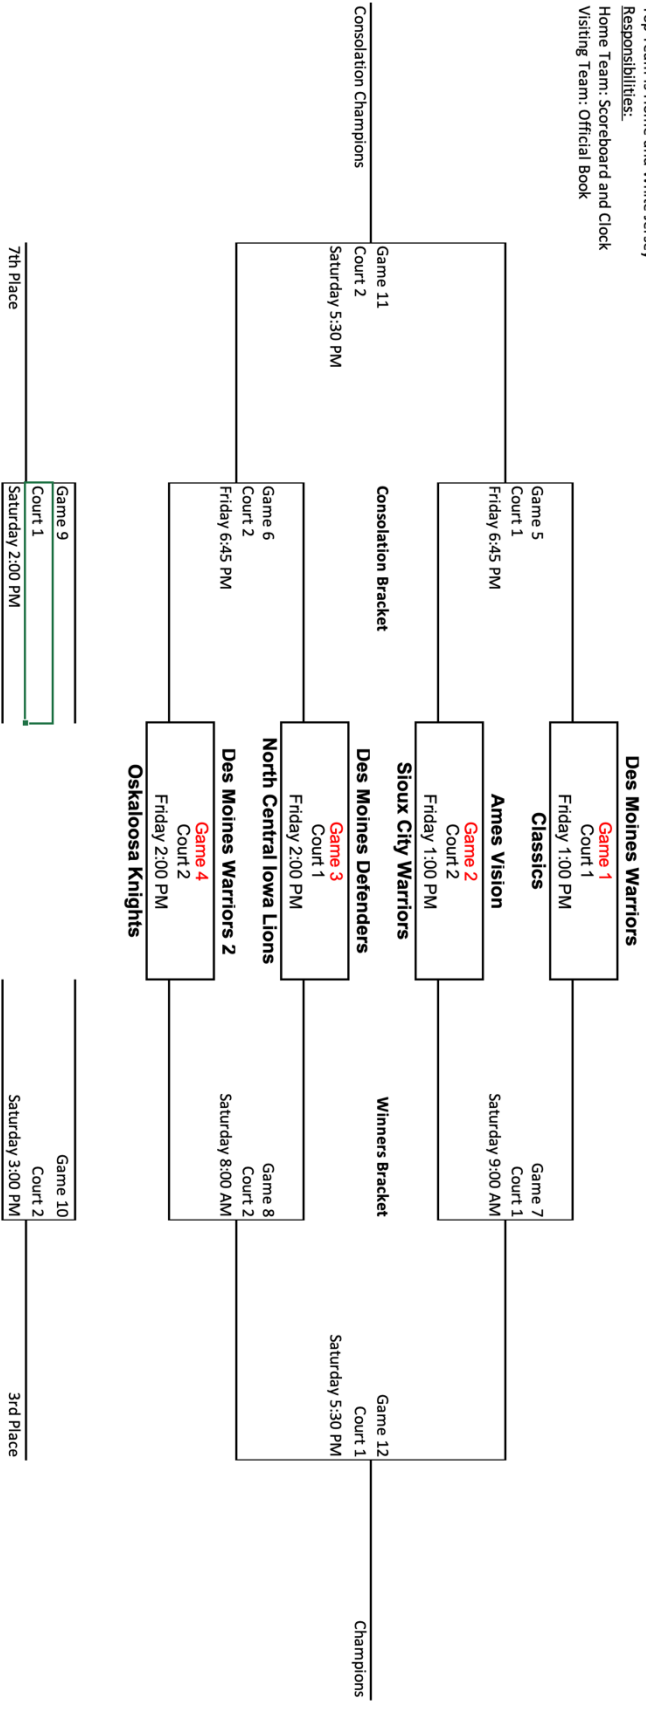 Responsibilities:
Home Team: Scoreboard and Clock
Visiting Team: Official Book
Des Moines Warriors
Game 1
Court 1
Friday 1:00 PM
Classics
Game 5
Court 1
Friday 6:45 PM
Game 7
Court 1
Saturday 9:00 AM
Ames Vision
Game 2
Court 2
Friday 1:00 PM
Sioux City Warriors
Consolation Champions
Game 11
Court 2
Saturday 5:30 PM
Consolation Bracket
Winners Bracket
Game 12
Court 1
Saturday 5:30 PM
Champions
Des Moines Defenders
Game 3
Court 1
Friday 2:00 PM
North Central Iowa Lions
Game 6
Court 2
Friday 6:45 PM
Game 8
Court 2
Saturday 8:00 AM
Des Moines Warriors 2
Game 4
Court 2
Friday 2:00 PM
Oskaloosa Knights
Game 9
Court 1
Saturday 2:00 PM
7th Place
Game 10
Court 2
Saturday 3:00 PM
3rd Place